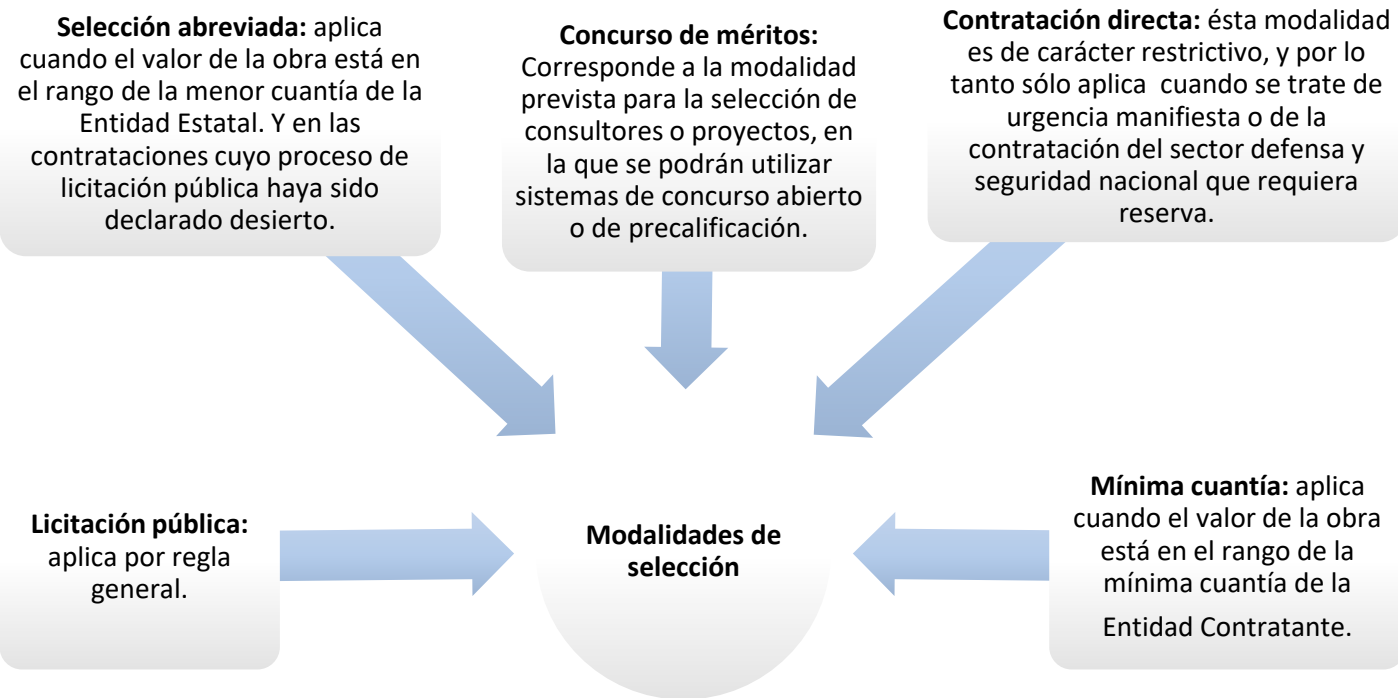 Selección abreviada: aplica
cuando el valor de la obra está en
el rango de la menor cuantía de la
Entidad Estatal. Y en las
contrataciones cuyo proceso de
licitación pública haya sido
declarado desierto.
Concurso de méritos:
Corresponde a la modalidad
prevista para la selección de
consultores o proyectos, en
la que se podrán utilizar
sistemas de concurso abierto
o de precalificación.
Contratación directa: ésta modalidad
es de carácter restrictivo, y por lo
tanto sólo aplica cuando se trate de
urgencia manifiesta o de la
contratación del sector defensa y
seguridad nacional que requiera
reserva.
Licitación pública:
aplica por regla
general.
Modalidades de
selección
Mínima cuantía: aplica
cuando el valor de la obra
está en el rango de la
mínima cuantía de la
Entidad Contratante.